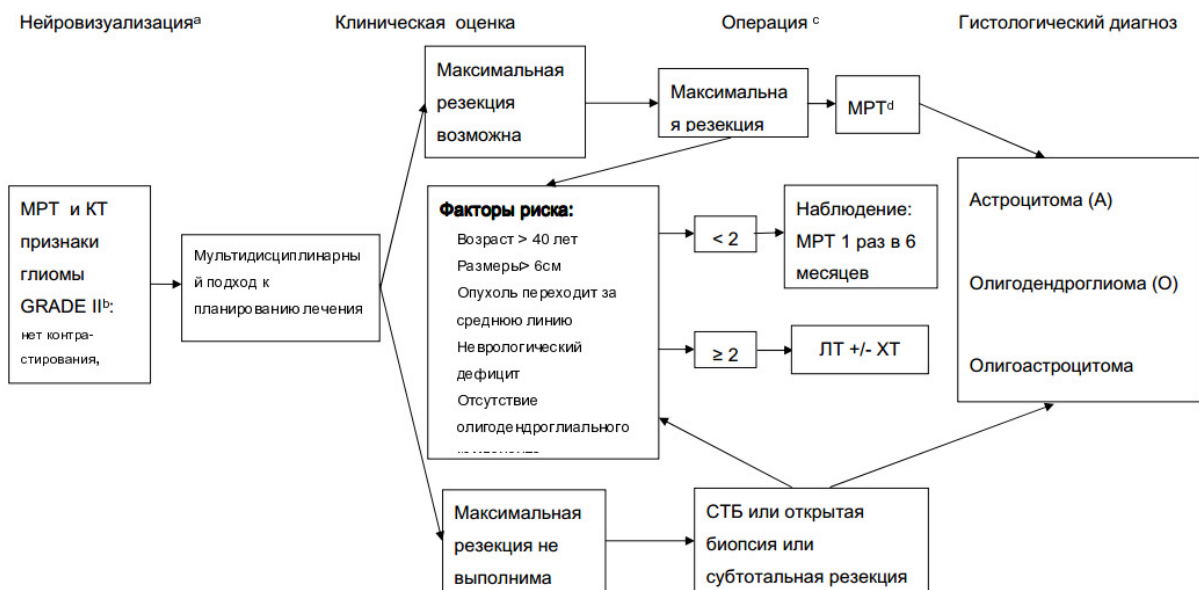 Нейровизуализацияᵃ
Клиническая оценка
Операция ᶜ
Гистологический диагноз
МРТ и КТ
признаки
глиомы
GRADE IIᵇ:
нет контра-
стирования,
Мультидисциплинарны
й подход к
планированию лечения
Максимальная
резекция
возможна
Максимальна
я резекция
МРТᵈ
Факторы риска:
Возраст > 40 лет
Размеры> 6см
Опухоль переходит за
среднюю линию
Неврологический
дефицит
Отсутствие
олигодендроглиального
< 2
Наблюдение:
МРТ 1 раз в 6
месяцев
≥ 2
ЛТ +/- ХТ
Максимальная
резекция не
выполнима
СТБ или открытая
биопсия или
субтотальная резекция
Астроцитома (А)
Олигодендроглиома (О)
Олигоастроцитома